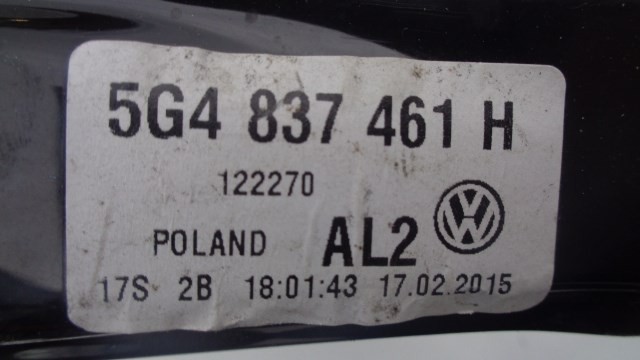 5G4 837 461 H
122270
POLAND AL2
17S 2B 18:01:43 17.02.2015